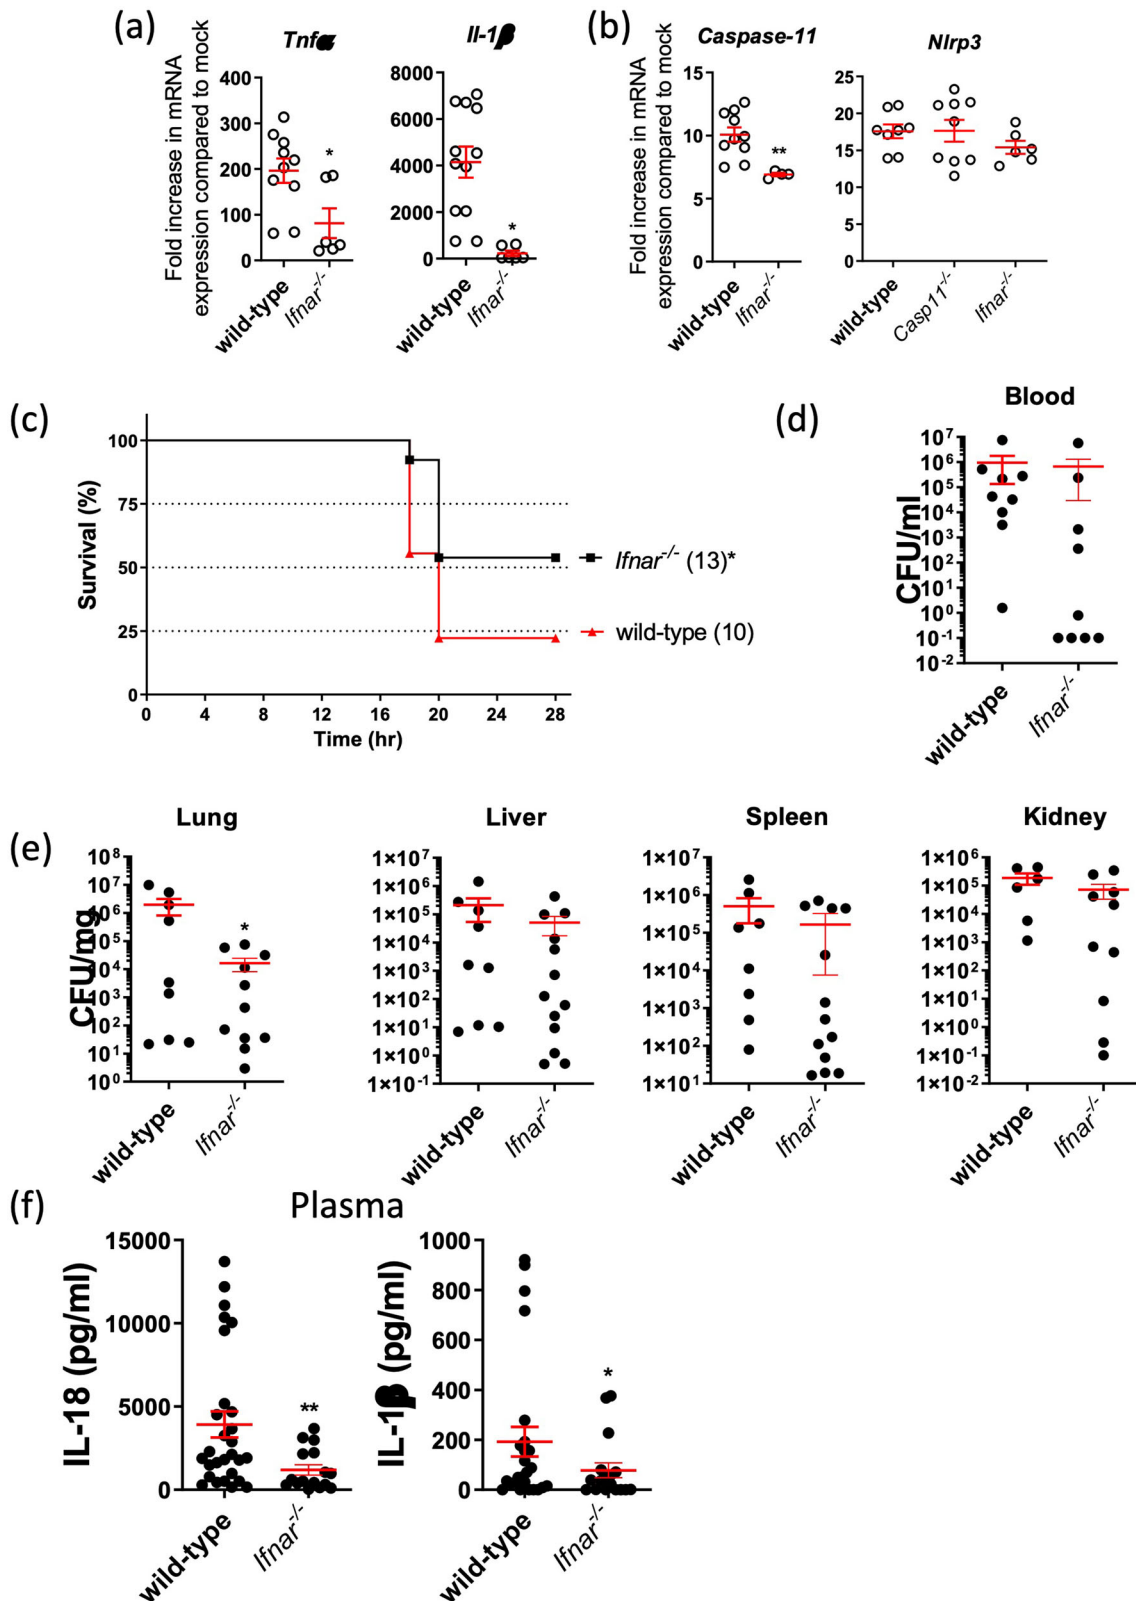 (a)
Tnfα
Il-1β
(b)
Caspase-11
Nlrp3
Fold increase in mRNA
expression compared to mock
400
300
200
100
0
*
wild-type
Ifnar-/-
8000
6000
4000
2000
0
*
wild-type
Ifnar-/-
Fold increase in mRNA
expression compared to mock
15
10
5
0
**
wild-type
Ifnar-/-
25
20
15
10
5
0
wild-type
Casp11-/-
Ifnar-/-
(c)
Survival (%)
100
75
50
25
0
0 4 8 12 16 20 24 28
Time (hr)
Ifnar-/- (13)*
wild-type (10)
(d)
Blood
CFU/ml
10^7
10^6
10^5
10^4
10^3
10^2
10^1
10^0
10^-1
10^-2
wild-type
Ifnar-/-
(e)
Lung
CFU/mg
10^8
10^7
10^6
10^5
10^4
10^3
10^2
10^1
10^0
*
wild-type
Ifnar-/-
Liver
1×10^7
1×10^6
1×10^5
1×10^4
1×10^3
1×10^2
1×10^1
1×10^0
1×10^-1
wild-type
Ifnar-/-
Spleen
1×10^7
1×10^6
1×10^5
1×10^4
1×10^3
1×10^2
1×10^1
wild-type
Ifnar-/-
Kidney
1×10^6
1×10^5
1×10^4
1×10^3
1×10^2
1×10^1
1×10^0
1×10^-1
1×10^-2
wild-type
Ifnar-/-
(f)
Plasma
IL-18 (pg/ml)
15000
10000
5000
0
**
wild-type
Ifnar-/-
IL-1β (pg/ml)
1000
800
600
400
200
0
*
wild-type
Ifnar-/-